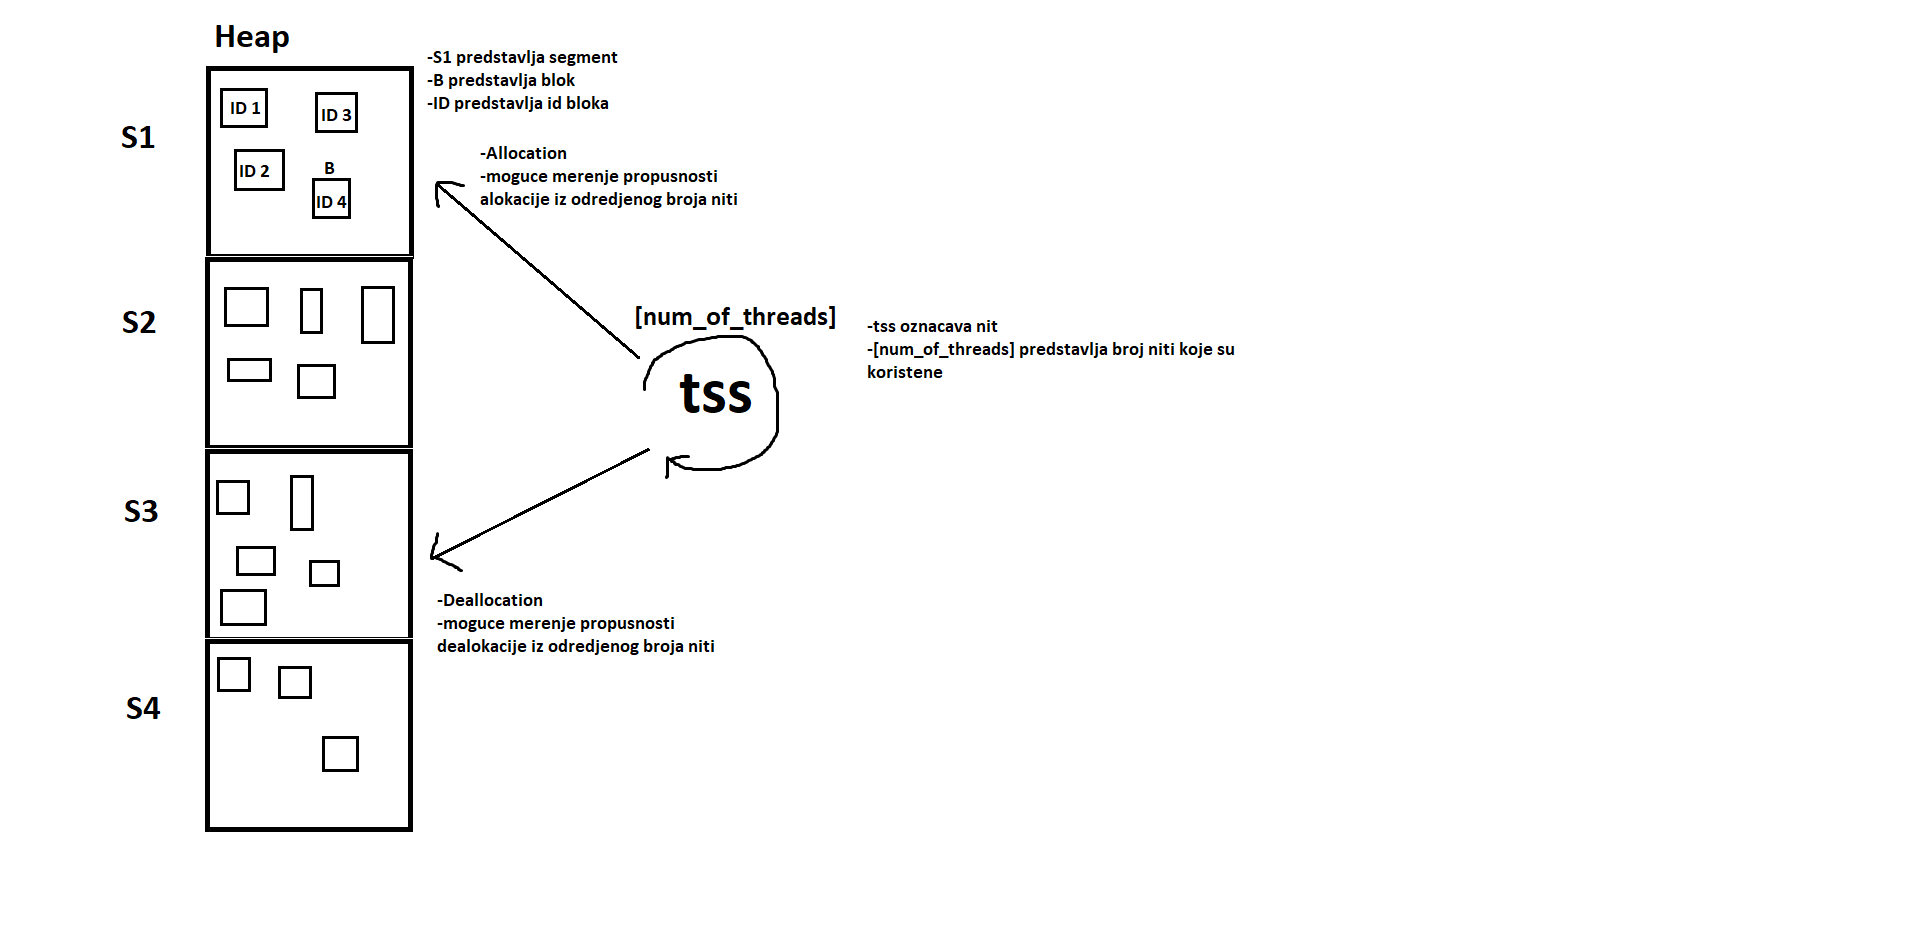 Heap
-S1 predstavlja segment
-B predstavlja blok
-ID predstavlja id bloka
S1
ID 1
ID 3
ID 2
B
ID 4
-Allocation
-moguce merenje propusnosti
alokacije iz odredjenog broja niti
S2
[num_of_threads]
tss
-tss oznacava nit
-[num_of_threads] predstavlja broj niti koje su
koristene
S3
-Deallocation
-moguce merenje propusnosti
dealokacije iz odredjenog broja niti
S4